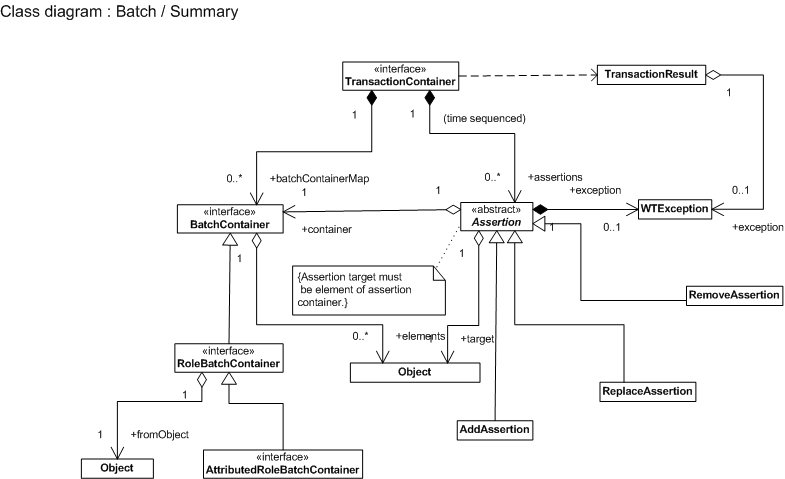 Class diagram : Batch / Summary
«interface»
TransactionContainer
TransactionResult
1
1
1
(time sequenced)
0..*
+batchContainerMap
0..*
+assertions
0..1
1
1
+exception
«interface»
BatchContainer
«abstract»
Assertion
WTException
+container
1
0..1
+exception
1
1
{Assertion target must
be element of assertion
container.}
RemoveAssertion
0..*
+elements
+target
«interface»
RoleBatchContainer
Object
ReplaceAssertion
1
1
+fromObject
AddAssertion
Object
«interface»
AttributedRoleBatchContainer